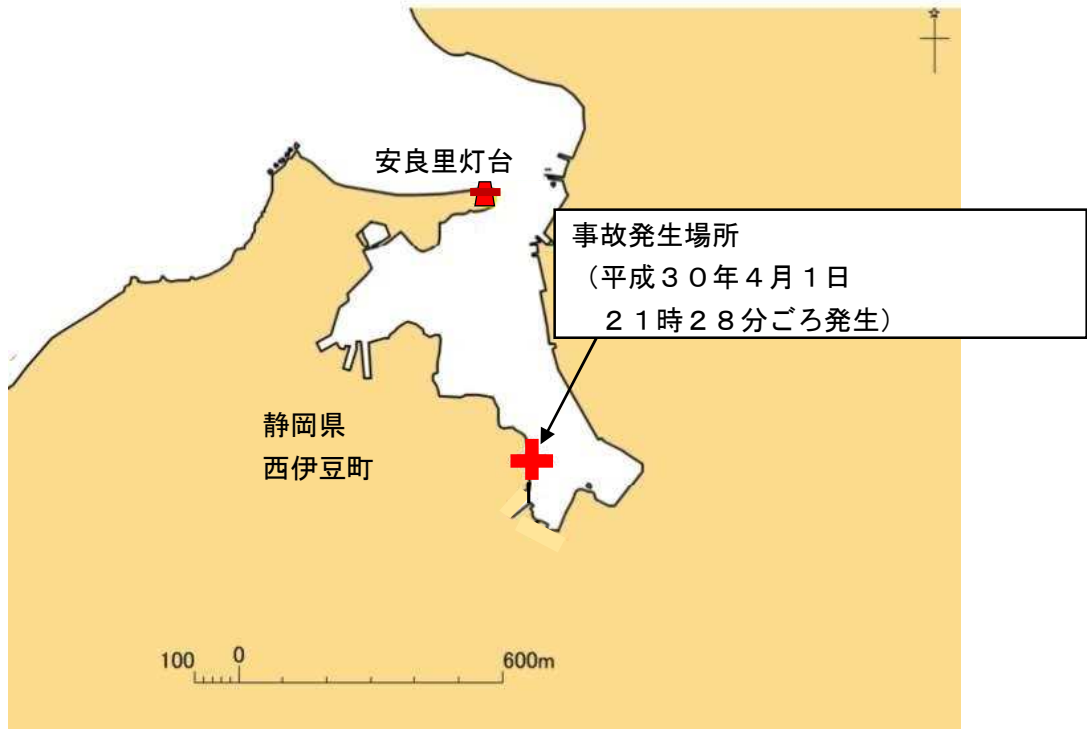 安良里灯台
事故発生場所
（平成３０年４月１日
２１時２８分ごろ発生）
静岡県
西伊豆町
100 0 600m